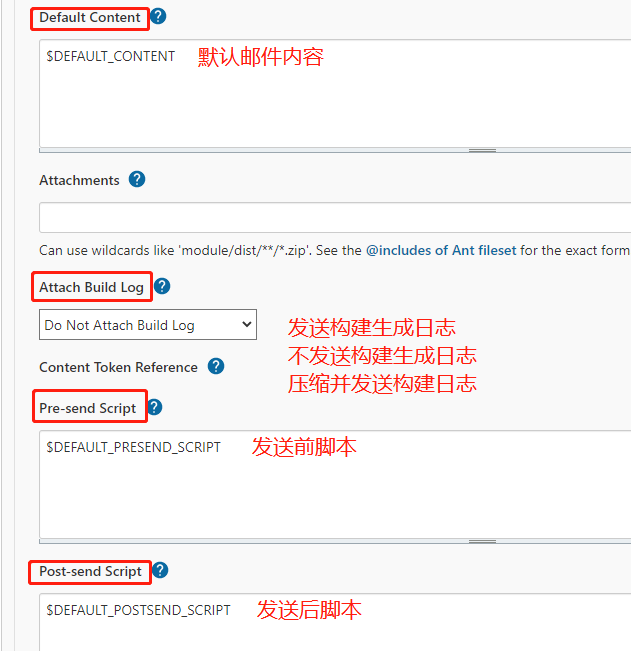 Default Content
$DEFAULT_CONTENT 默认邮件内容
Attachments
Can use wildcards like 'module/dist/**/*.zip'. See the @includes of Ant fileset for the exact form
Attach Build Log
Do Not Attach Build Log
发送构建生成日志
不发送构建生成日志
压缩并发送构建日志
Content Token Reference
Pre-send Script
$DEFAULT_PRESEND_SCRIPT 发送前脚本
Post-send Script
$DEFAULT_POSTSEND_SCRIPT 发送后脚本